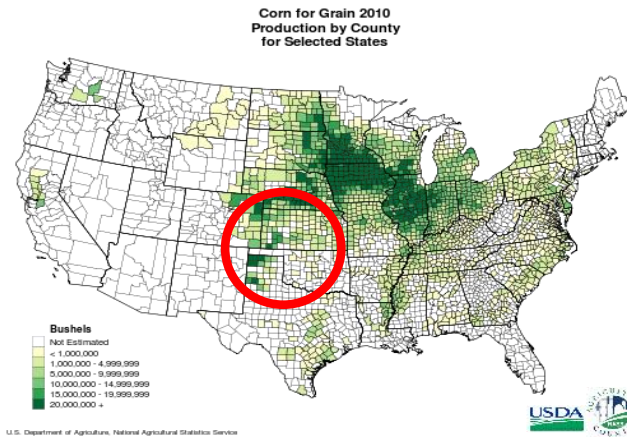 Corn for Grain 2010
Production by County
for Selected States
Bushels
Not Estimated
< 1,000,000
1,000,000 - 4,999,999
5,000,000 - 9,999,999
10,000,000 - 14,999,999
15,000,000 - 19,999,999
20,000,000 +
USDA
U.S. Department of Agriculture, National Agricultural Statistics Service